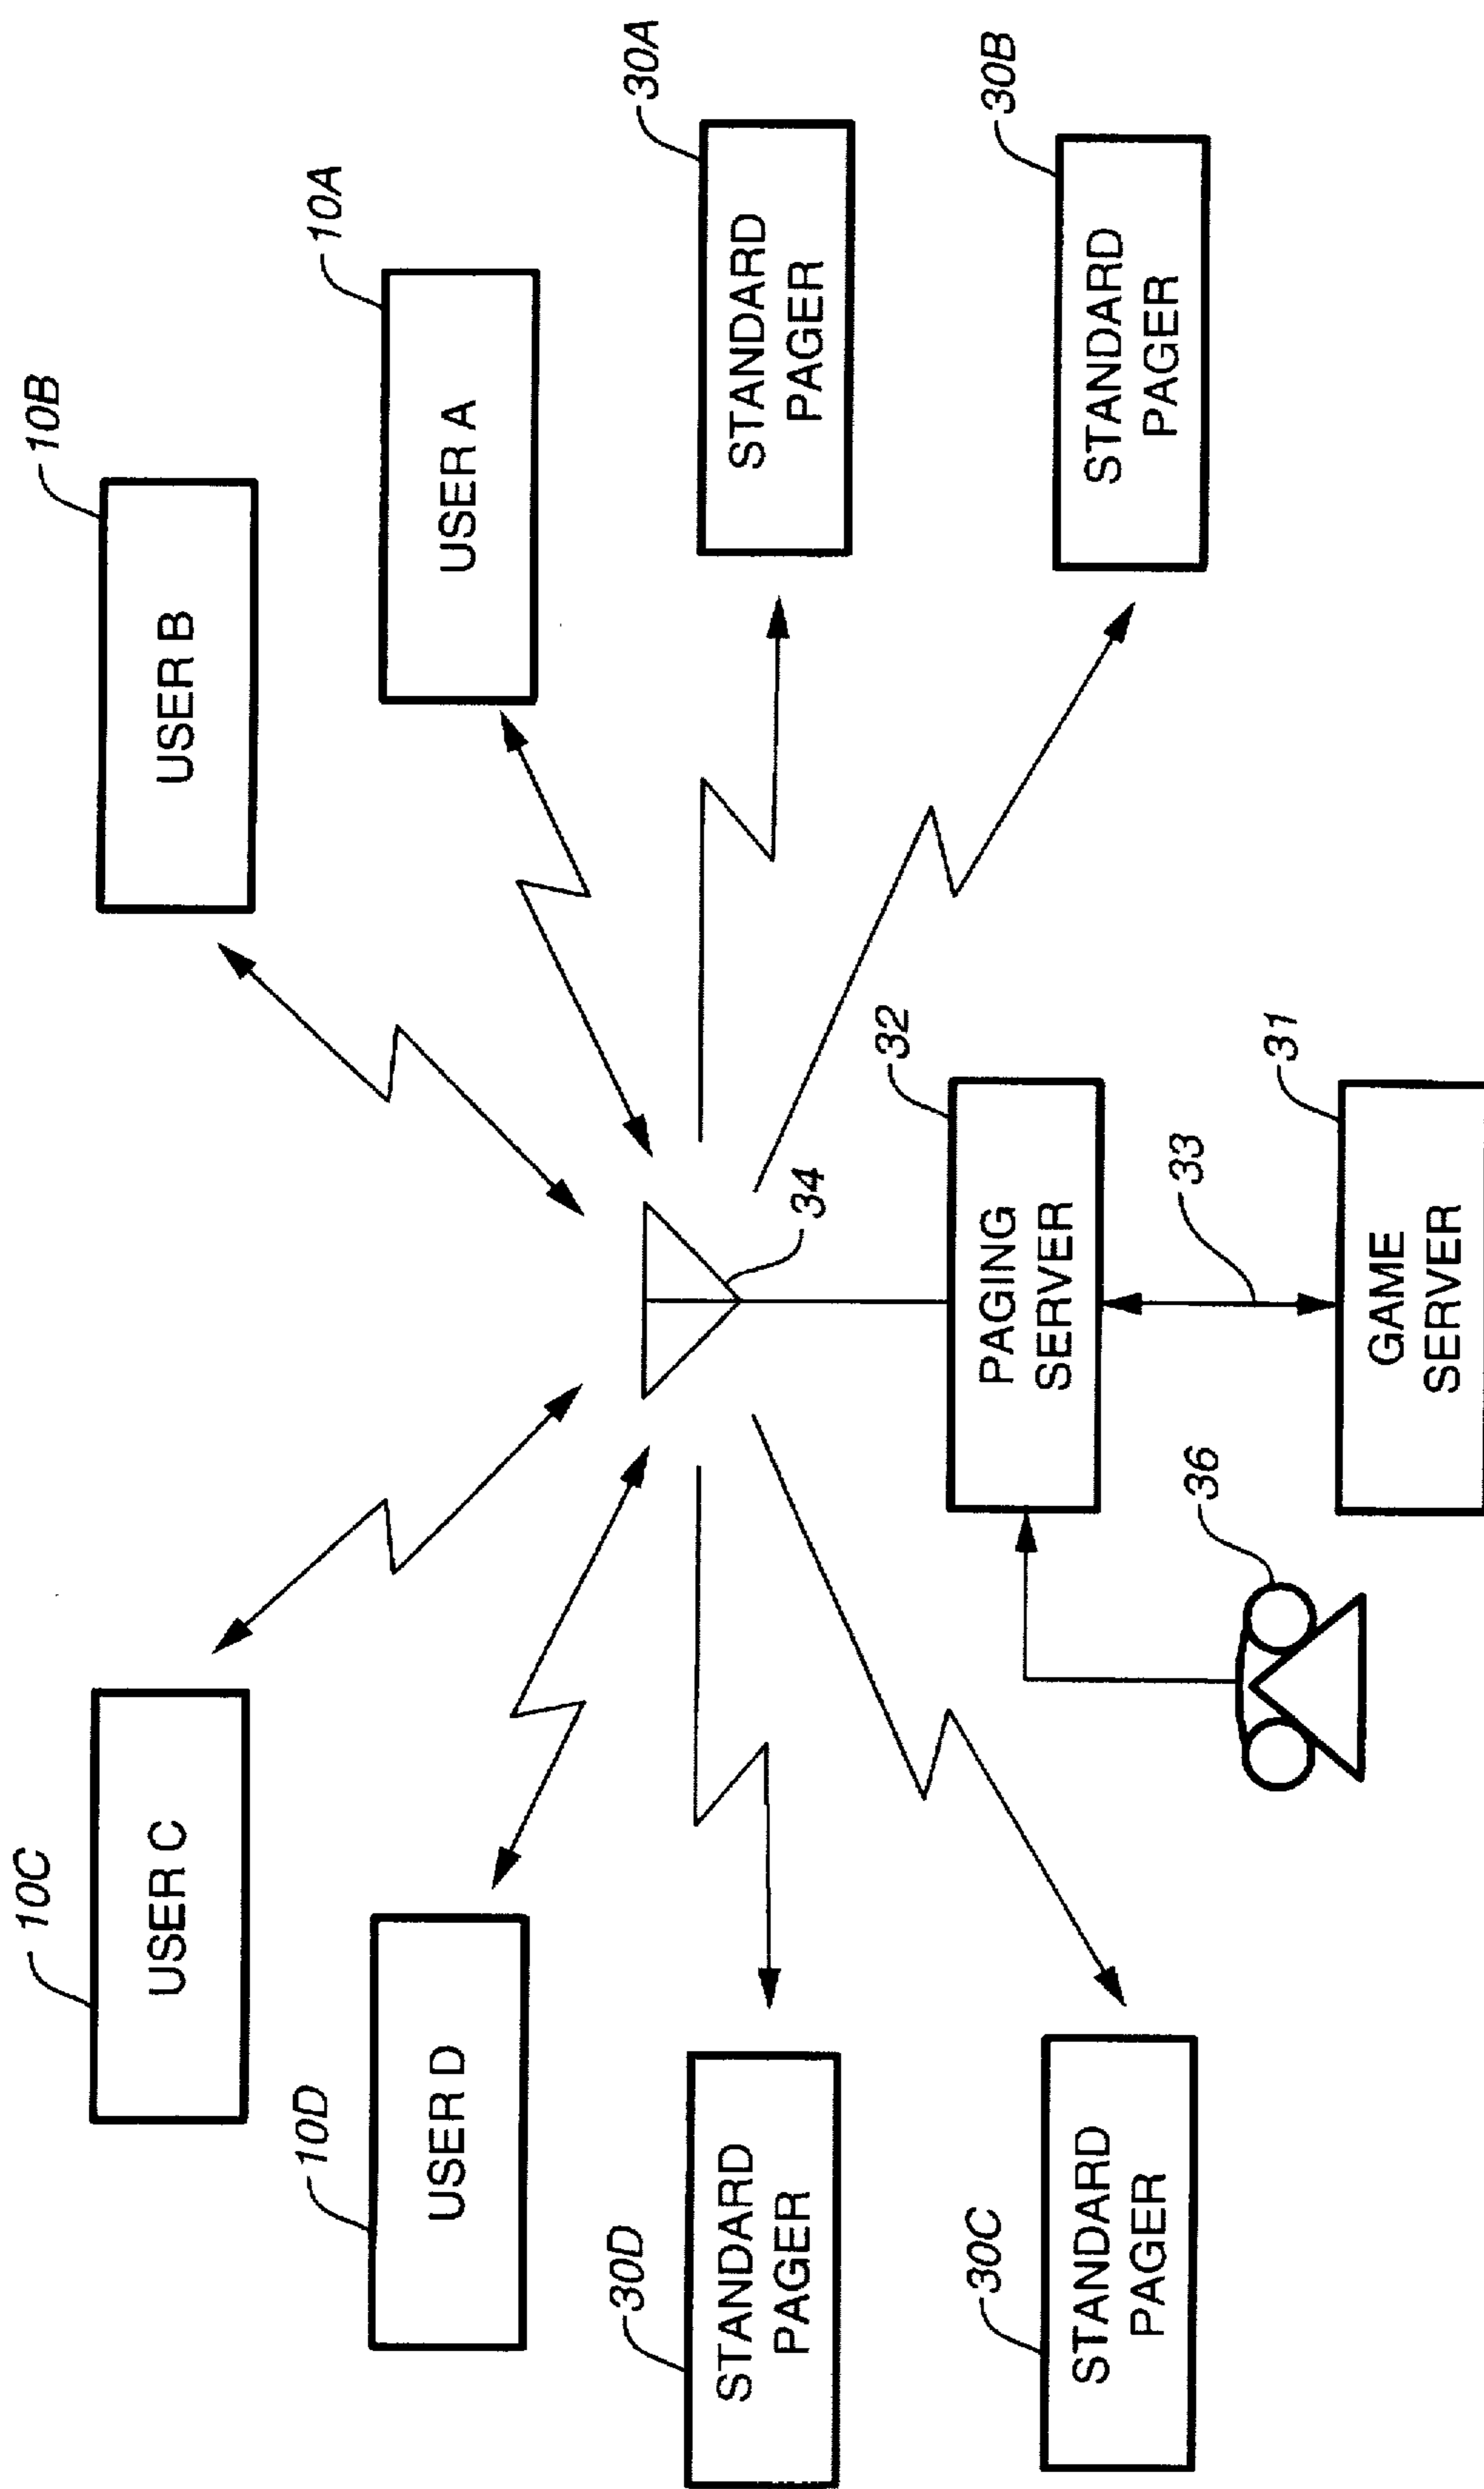 10C
USER C
10B
USER B
10D
USER D
10A
USER A
30D
STANDARD
PAGER
34
30A
STANDARD
PAGER
30C
STANDARD
PAGER
32
PAGING
SERVER
30B
STANDARD
PAGER
36
33
31
GAME
SERVER